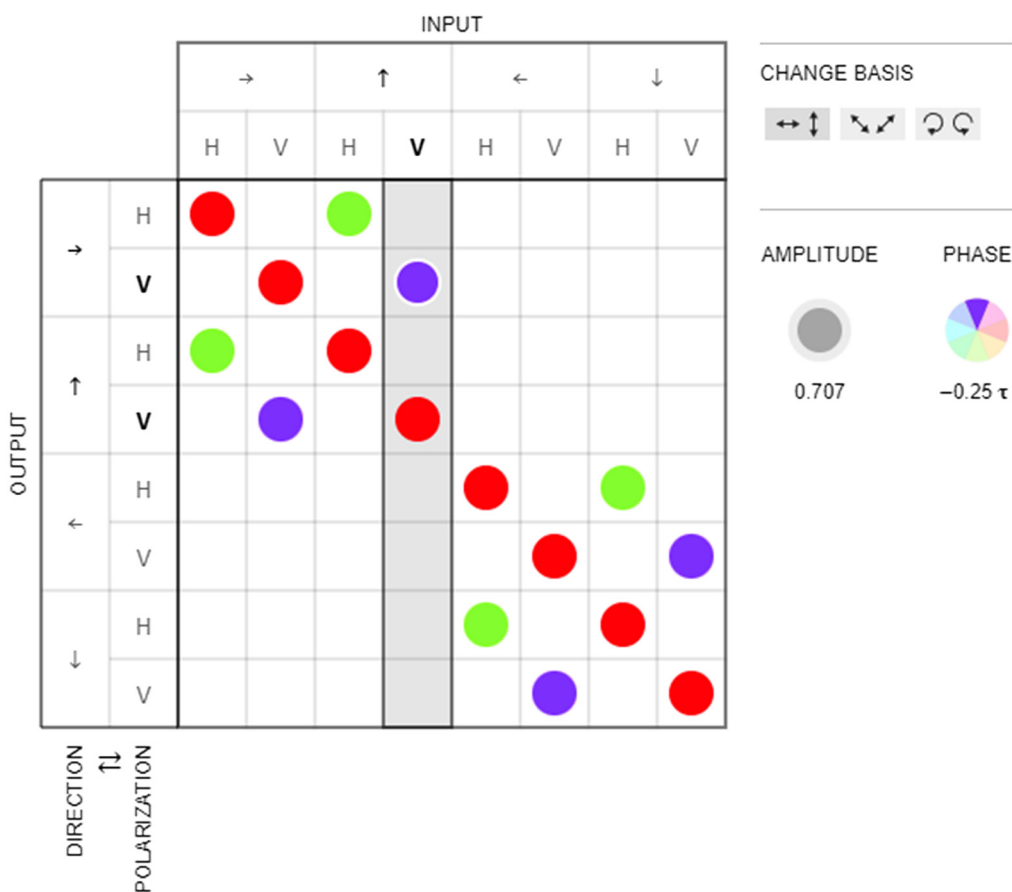 INPUT
→ ↑ ← ↓
H V H V H V H V
→ H
V
↑ H
V
← H
V
↓ H
V
OUTPUT
DIRECTION ⇅ POLARIZATION
CHANGE BASIS
AMPLITUDE PHASE
0.707 −0.25 τ